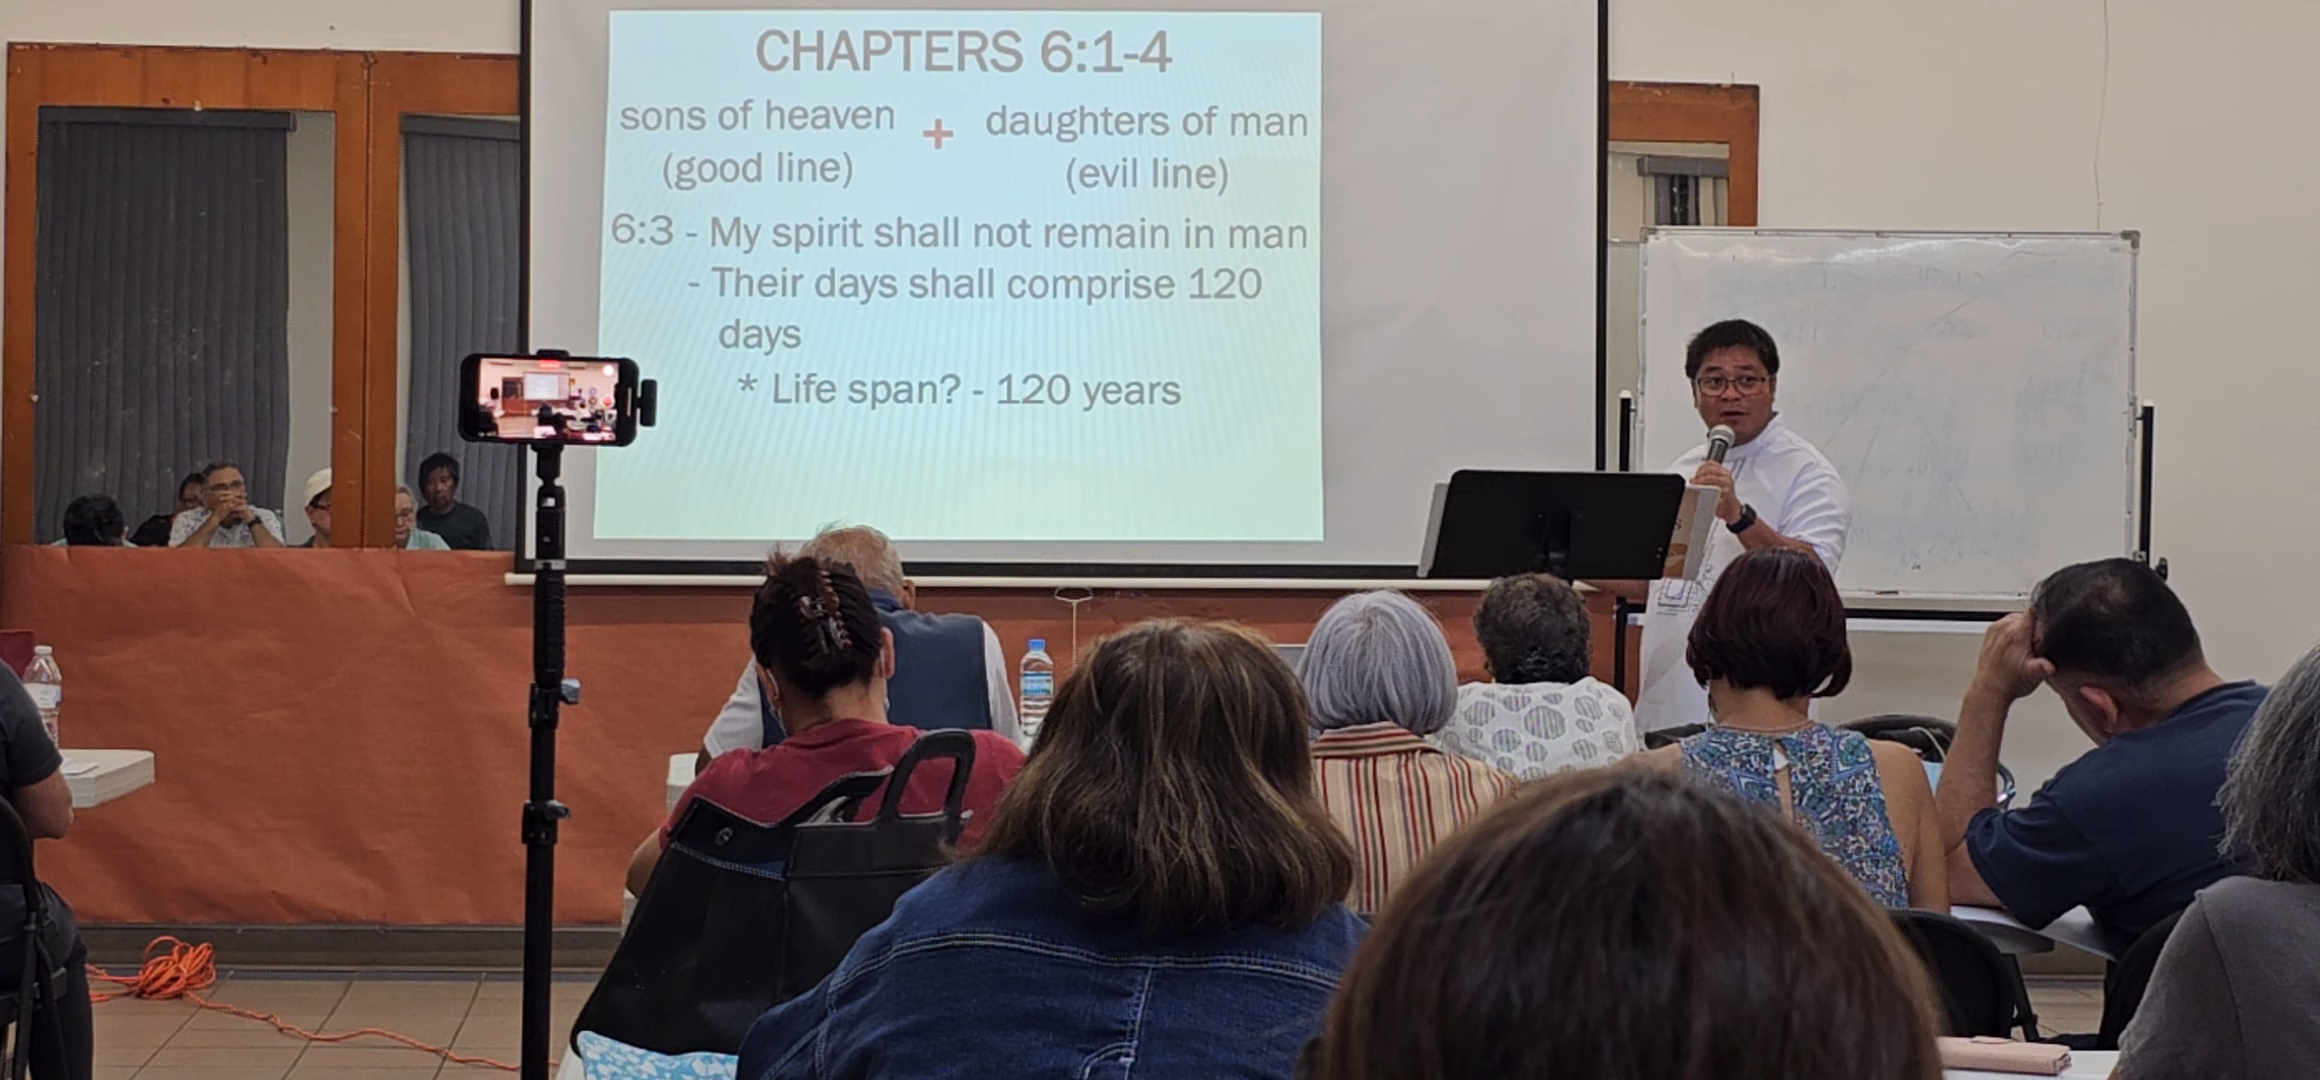 CHAPTERS 6:1-4
sons of heaven + daughters of man
(good line) (evil line)
6:3 - My spirit shall not remain in man
- Their days shall comprise 120
days
* Life span? - 120 years